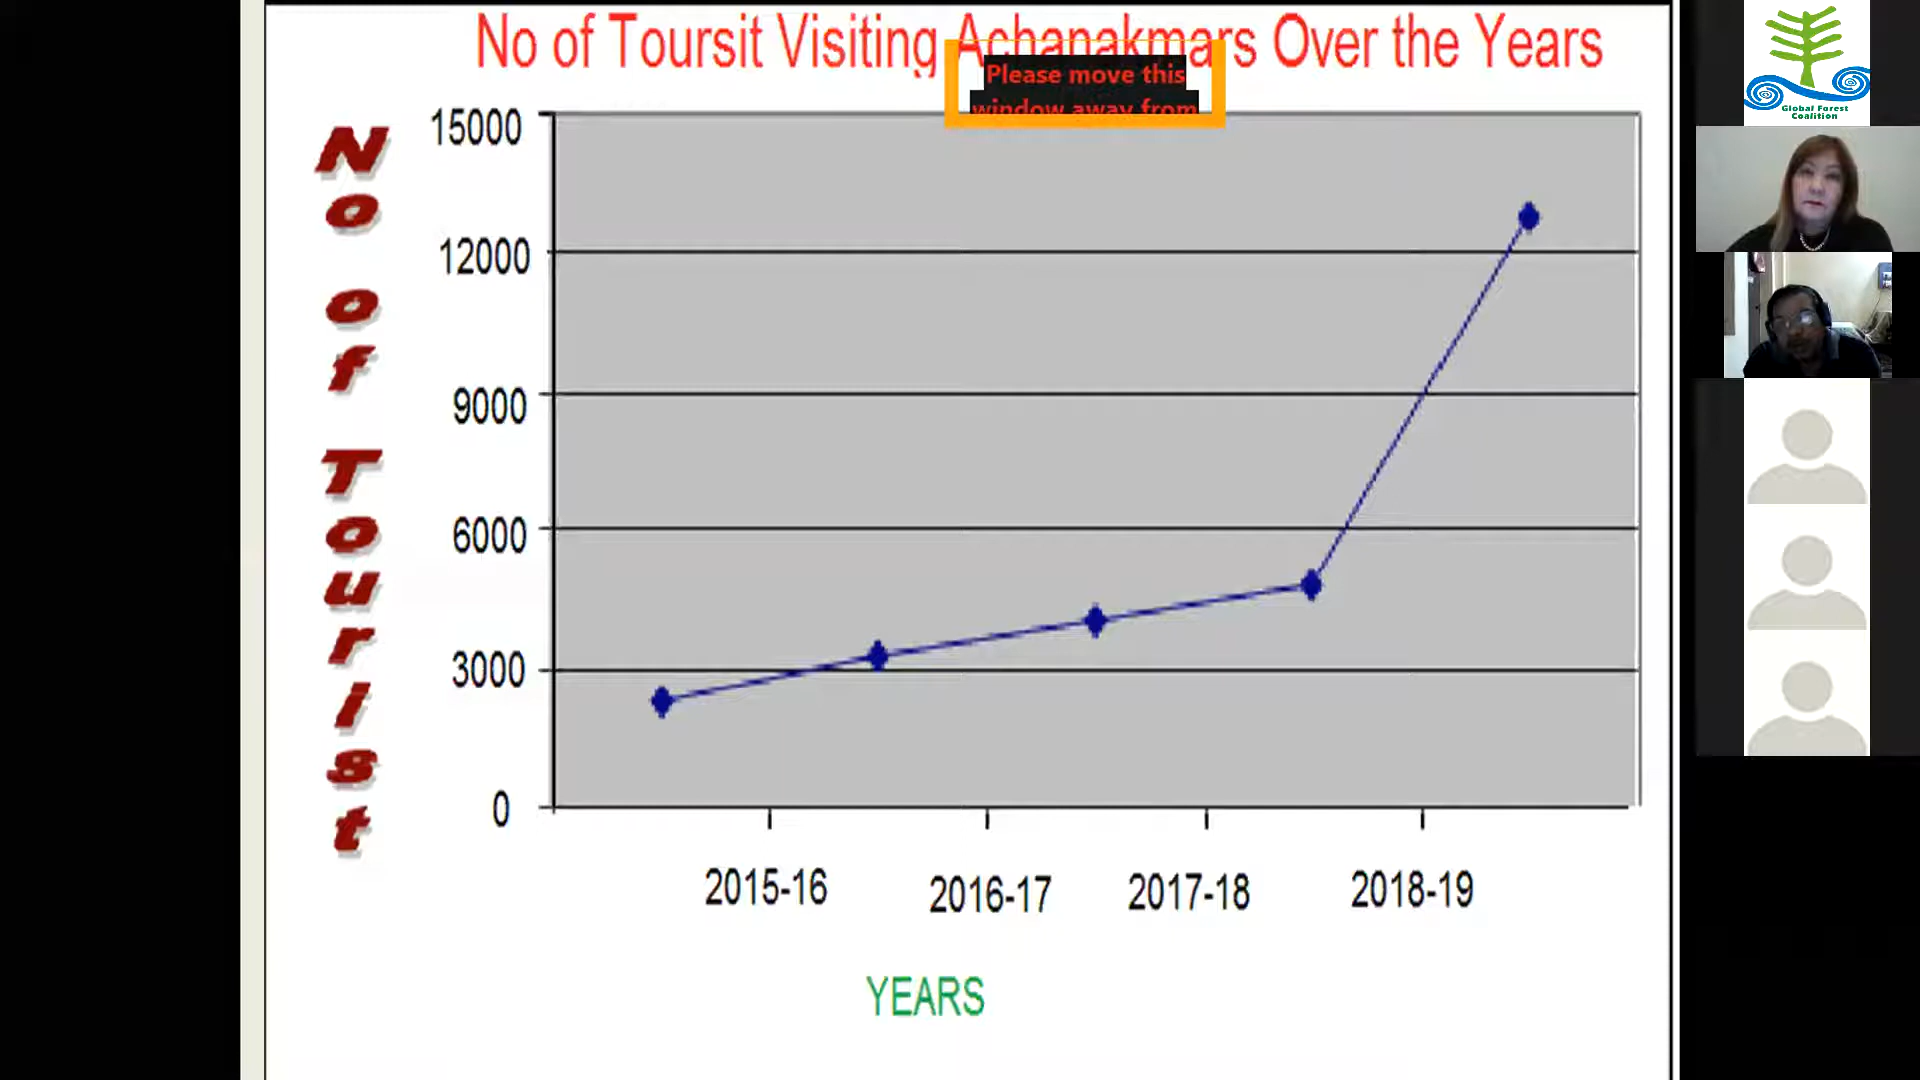 No of Toursit Visiting Achanakmars Over the Years
Please move this
window away from
No of Tourist
15000
12000
9000
6000
3000
0
2015-16
2016-17
2017-18
2018-19
YEARS
Global Forest
Coalition